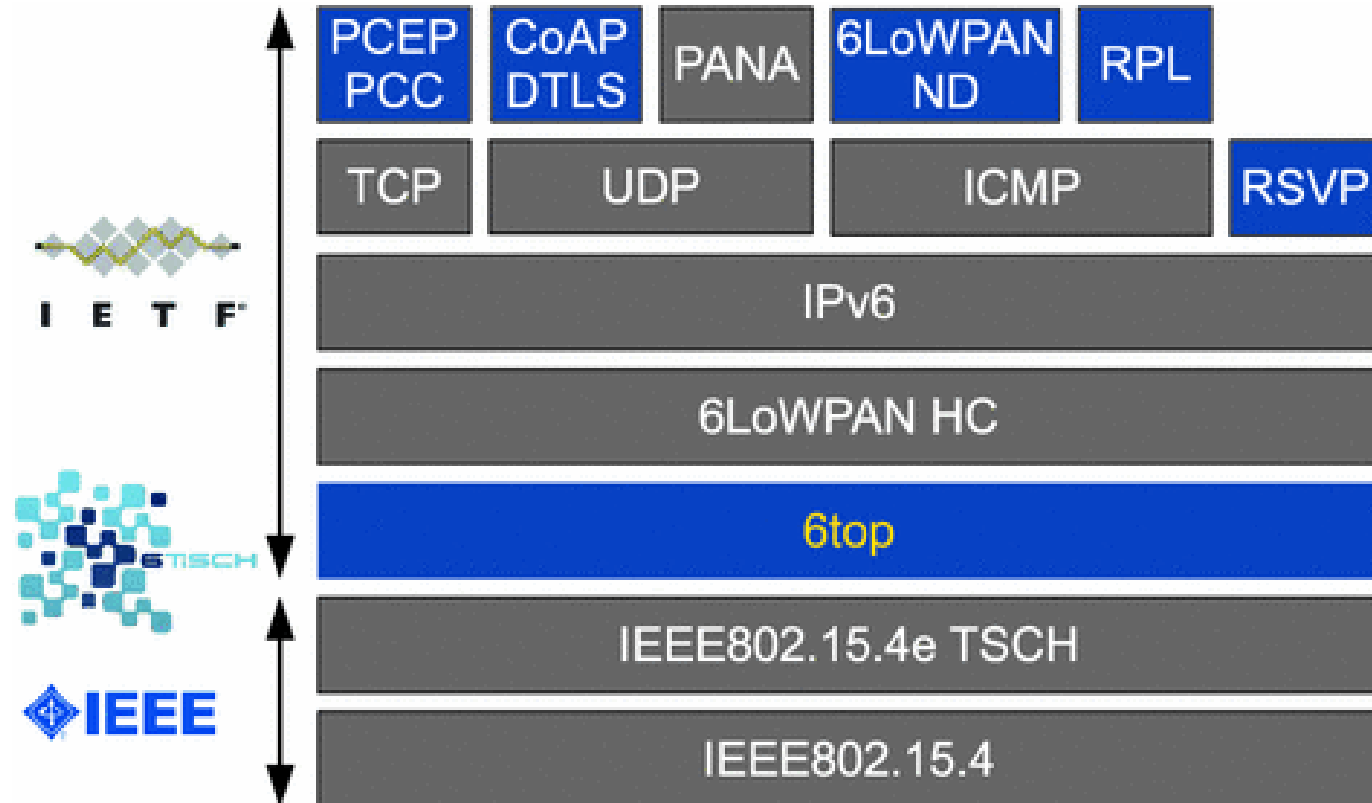 PCEP
PCC
CoAP
DTLS
PANA
6LoWPAN
ND
RPL
TCP
UDP
ICMP
RSVP
IETF
IPv6
6LoWPAN HC
6top
6TiSCH
IEEE802.15.4e TSCH
IEEE
IEEE802.15.4